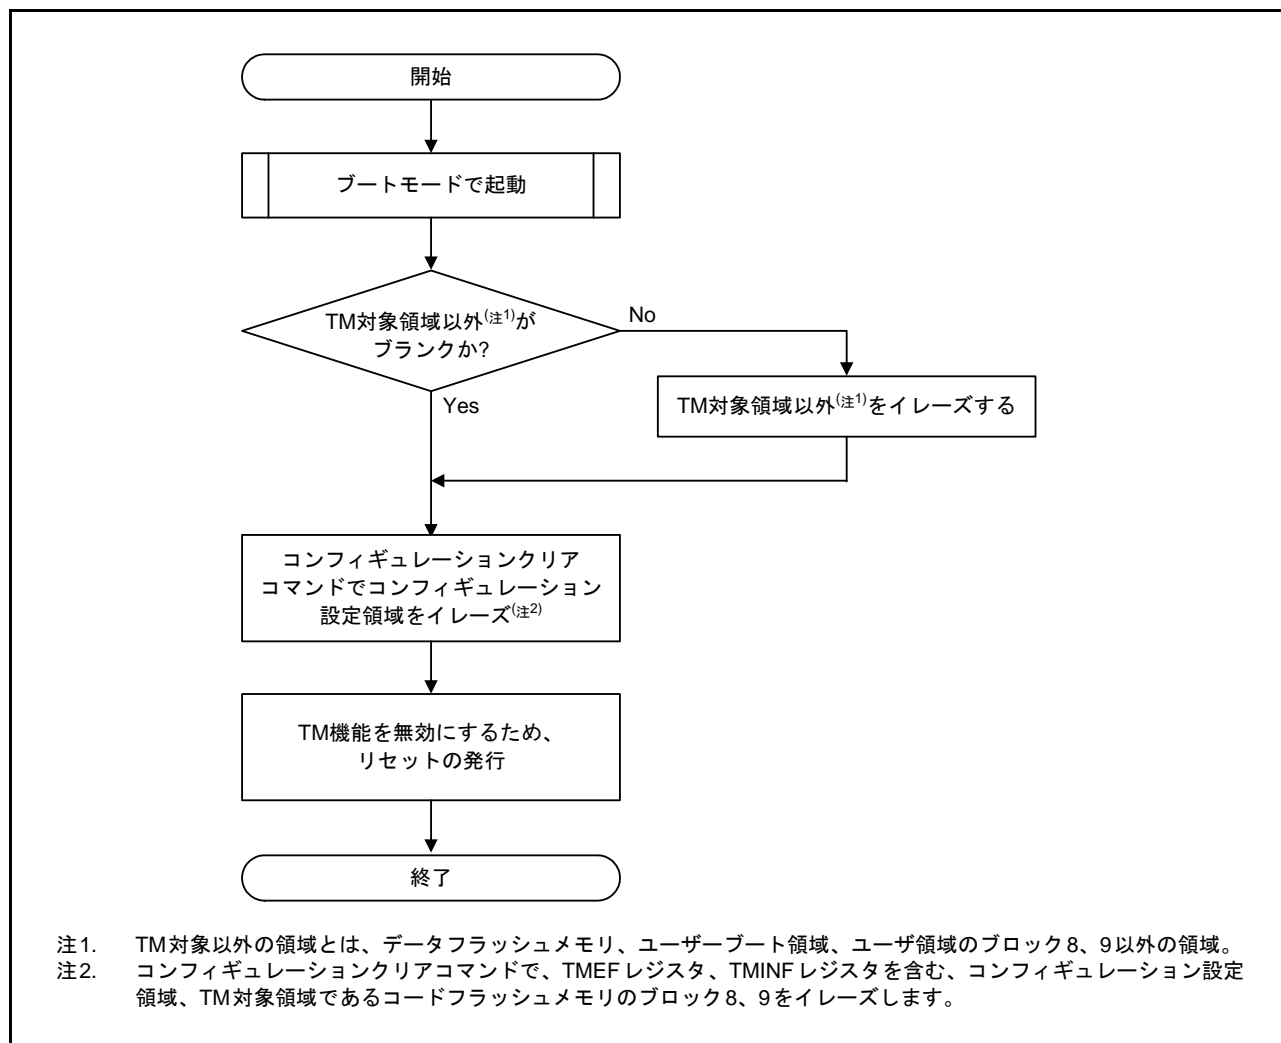 開始
ブートモードで起動
TM対象領域以外(注1)が
ブランクか?
No
Yes
TM対象領域以外(注1)をイレーズする
コンフィギュレーションクリア
コマンドでコンフィギュレーション
設定領域をイレーズ(注2)
TM機能を無効にするため、
リセットの発行
終了
注1. TM対象以外の領域とは、データフラッシュメモリ、ユーザーブート領域、ユーザ領域のブロック8、9以外の領域。
注2. コンフィギュレーションクリアコマンドで、TMEFレジスタ、TMINFレジスタを含む、コンフィギュレーション設定
領域、TM対象領域であるコードフラッシュメモリのブロック8、9をイレーズします。